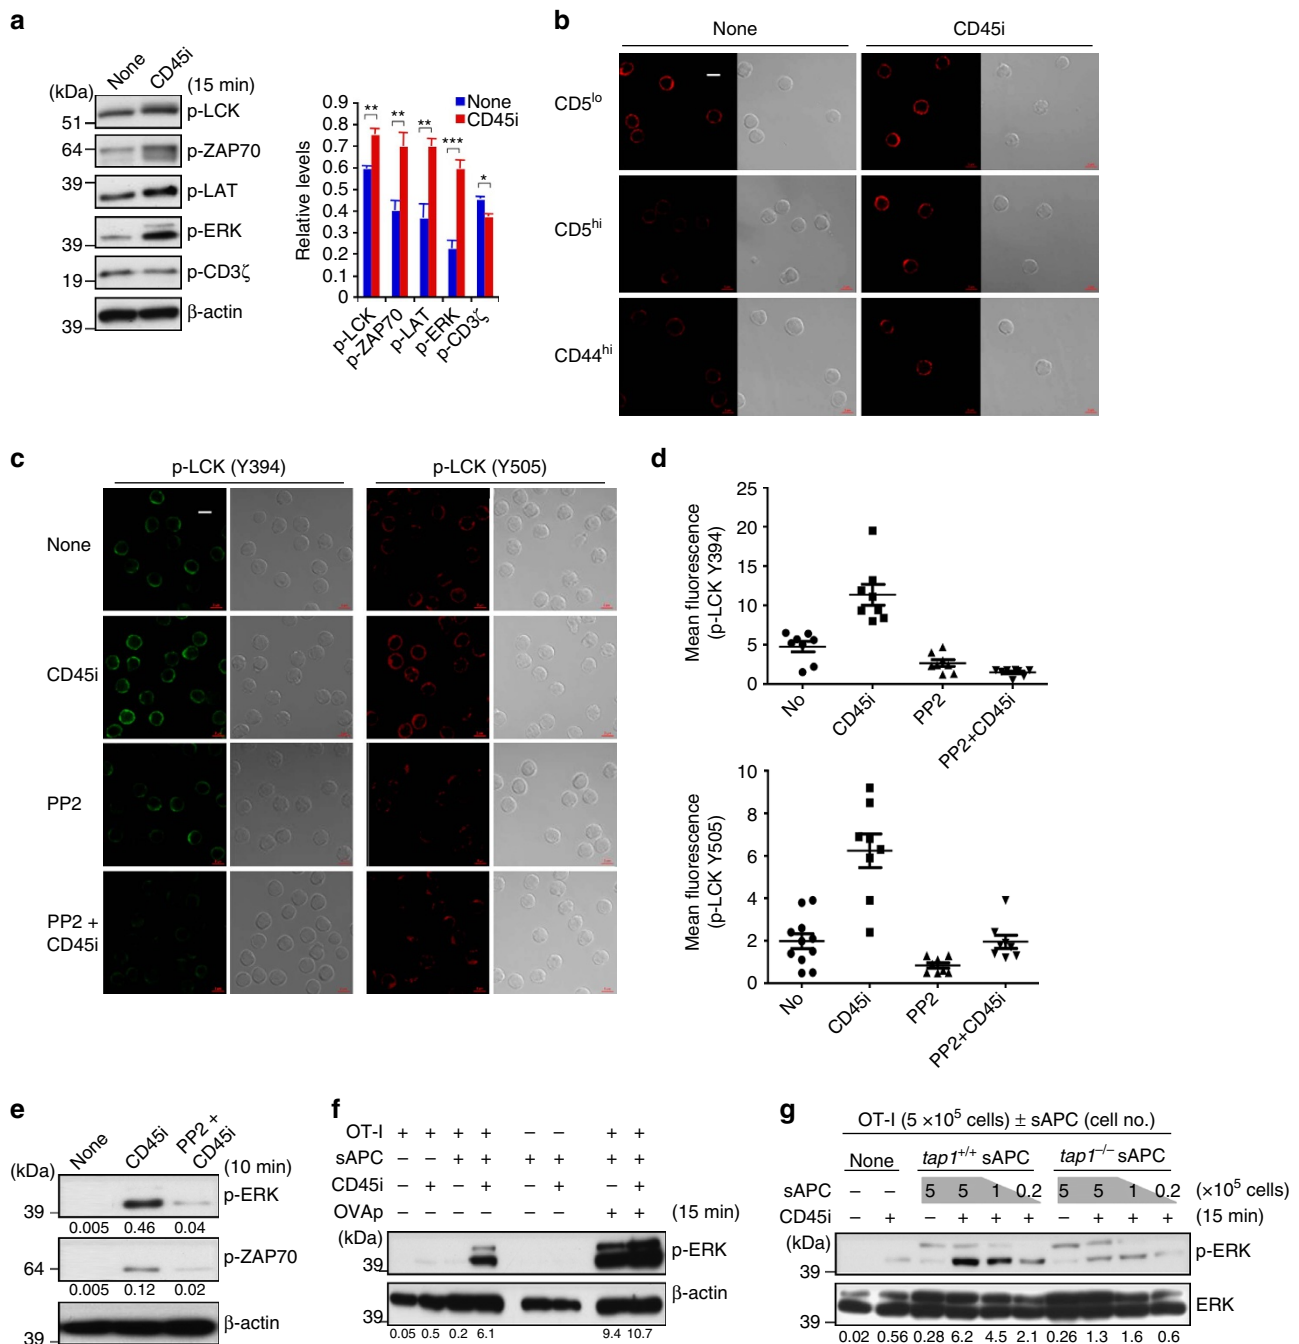 a
None CD45i
(kDa) (15 min)
51 p-LCK
64 p-ZAP70
39 p-LAT
39 p-ERK
19 p-CD3ζ
39 β-actin
Relative levels
0.9
0.8
0.7
0.6
0.5
0.4
0.3
0.2
0.1
0
None
CD45i
** ** ** *** *
p-LCK p-ZAP70 p-LAT p-ERK p-CD3ζ
b
None CD45i
CD5lo
CD5hi
CD44hi
c
p-LCK (Y394) p-LCK (Y505)
None
CD45i
PP2
PP2 +
CD45i
d
Mean fluorescence
(p-LCK Y394)
25
20
15
10
5
0
No CD45i PP2 PP2+CD45i
Mean fluorescence
(p-LCK Y505)
10
8
6
4
2
0
No CD45i PP2 PP2+CD45i
e
None CD45i PP2 + CD45i
(kDa) (10 min)
39 p-ERK
0.005 0.46 0.04
64 p-ZAP70
0.005 0.12 0.02
39 β-actin
f
OT-I + + + + − − + +
sAPC − − + + + + + +
CD45i − + − + − + − +
OVAp − − − − − − + + (15 min)
(kDa)
39 p-ERK
39 β-actin
0.05 0.5 0.2 6.1 9.4 10.7
g
OT-I (5 ×10⁵ cells) ± sAPC (cell no.)
None tap1+/+ sAPC tap1−/− sAPC
sAPC − − 5 5 1 0.2 5 5 1 0.2 (×10⁵ cells)
CD45i − + − + + + − + + + (15 min)
(kDa)
39 p-ERK
39 ERK
0.02 0.56 0.28 6.2 4.5 2.1 0.26 1.3 1.6 0.6